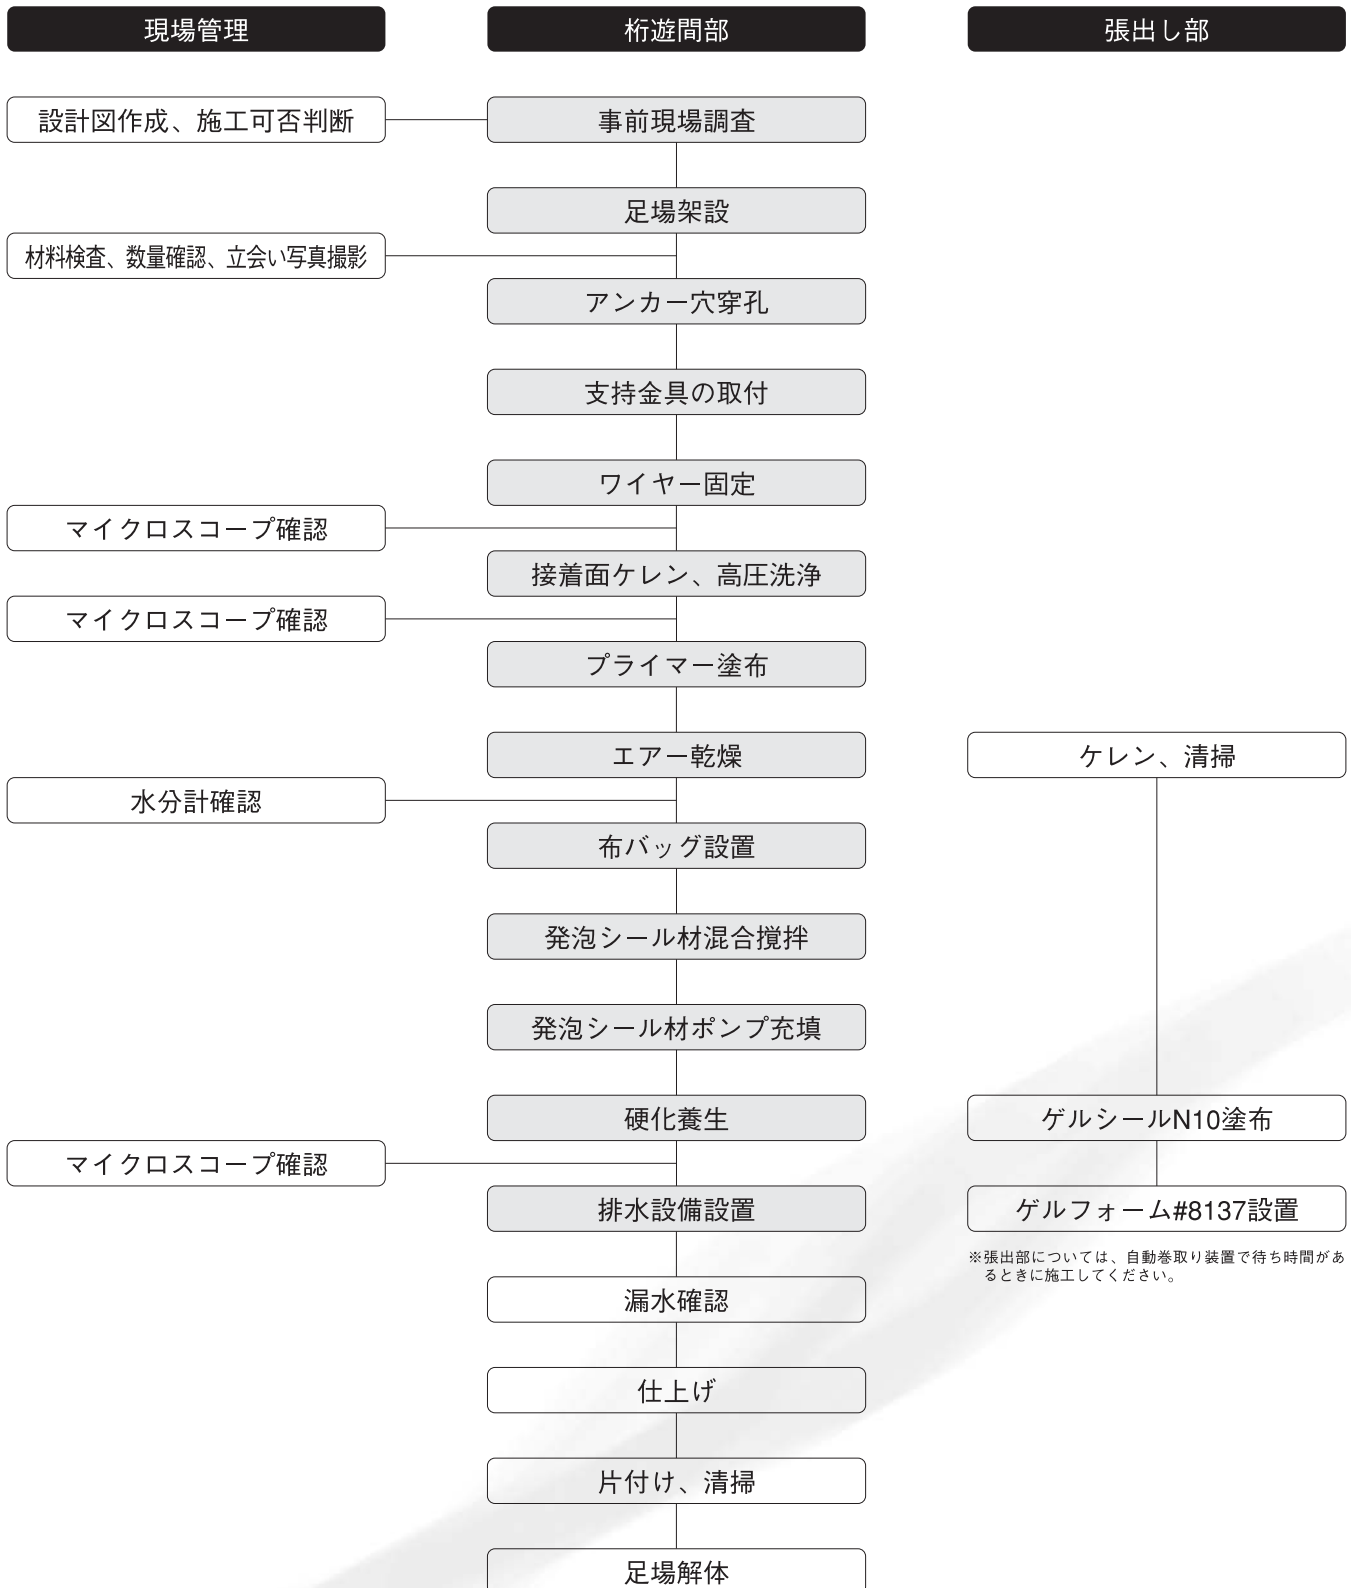 現場管理
桁遊間部
張出し部
設計図作成、施工可否判断
事前現場調査
足場架設
材料検査、数量確認、立会い写真撮影
アンカー穴穿孔
支持金具の取付
ワイヤー固定
マイクロスコープ確認
接着面ケレン、高圧洗浄
マイクロスコープ確認
プライマー塗布
エアー乾燥
ケレン、清掃
水分計確認
布バッグ設置
発泡シール材混合撹拌
発泡シール材ポンプ充填
硬化養生
ゲルシールN10塗布
マイクロスコープ確認
排水設備設置
ゲルフォーム#8137設置
※張出部については、自動巻取り装置で待ち時間があ
るときに施工してください。
漏水確認
仕上げ
片付け、清掃
足場解体